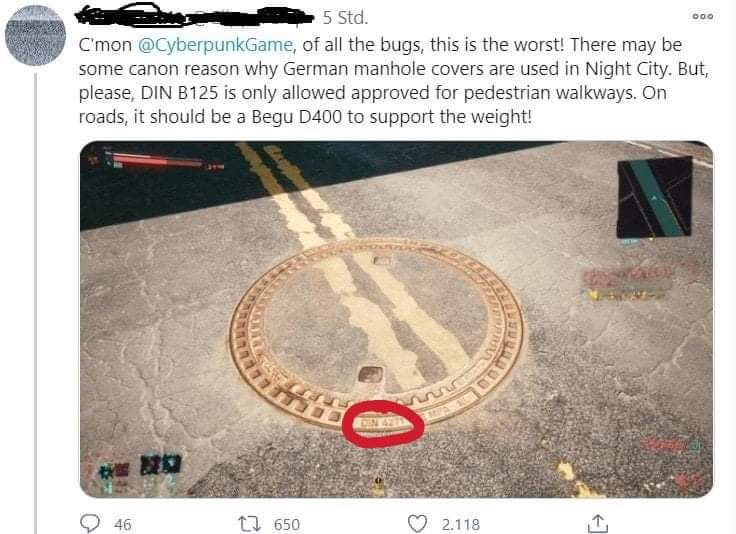 5 Std.
C'mon @CyberpunkGame, of all the bugs, this is the worst! There may be
some canon reason why German manhole covers are used in Night City. But,
please, DIN B125 is only allowed approved for pedestrian walkways. On
roads, it should be a Begu D400 to support the weight!
DIN 4271
46
650
2.118